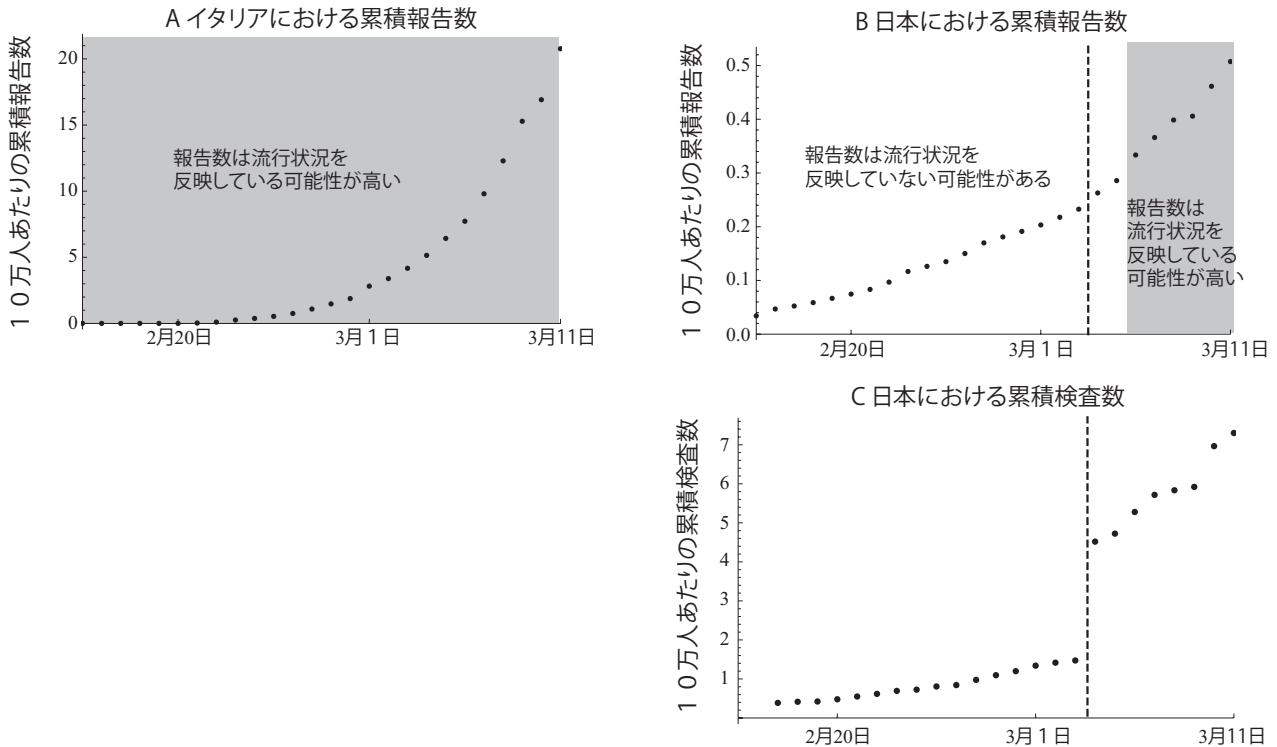 A イタリアにおける累積報告数
１０万人あたりの累積報告数
20
15
10
5
0
報告数は流行状況を
反映している可能性が高い
2月20日
3月1日
3月11日
B 日本における累積報告数
１０万人あたりの累積報告数
0.5
0.4
0.3
0.2
0.1
0.0
報告数は流行状況を
反映していない可能性がある
報告数は
流行状況を
反映している
可能性が高い
2月20日
3月1日
3月11日
C 日本における累積検査数
１０万人あたりの累積検査数
7
6
5
4
3
2
1
2月20日
3月1日
3月11日